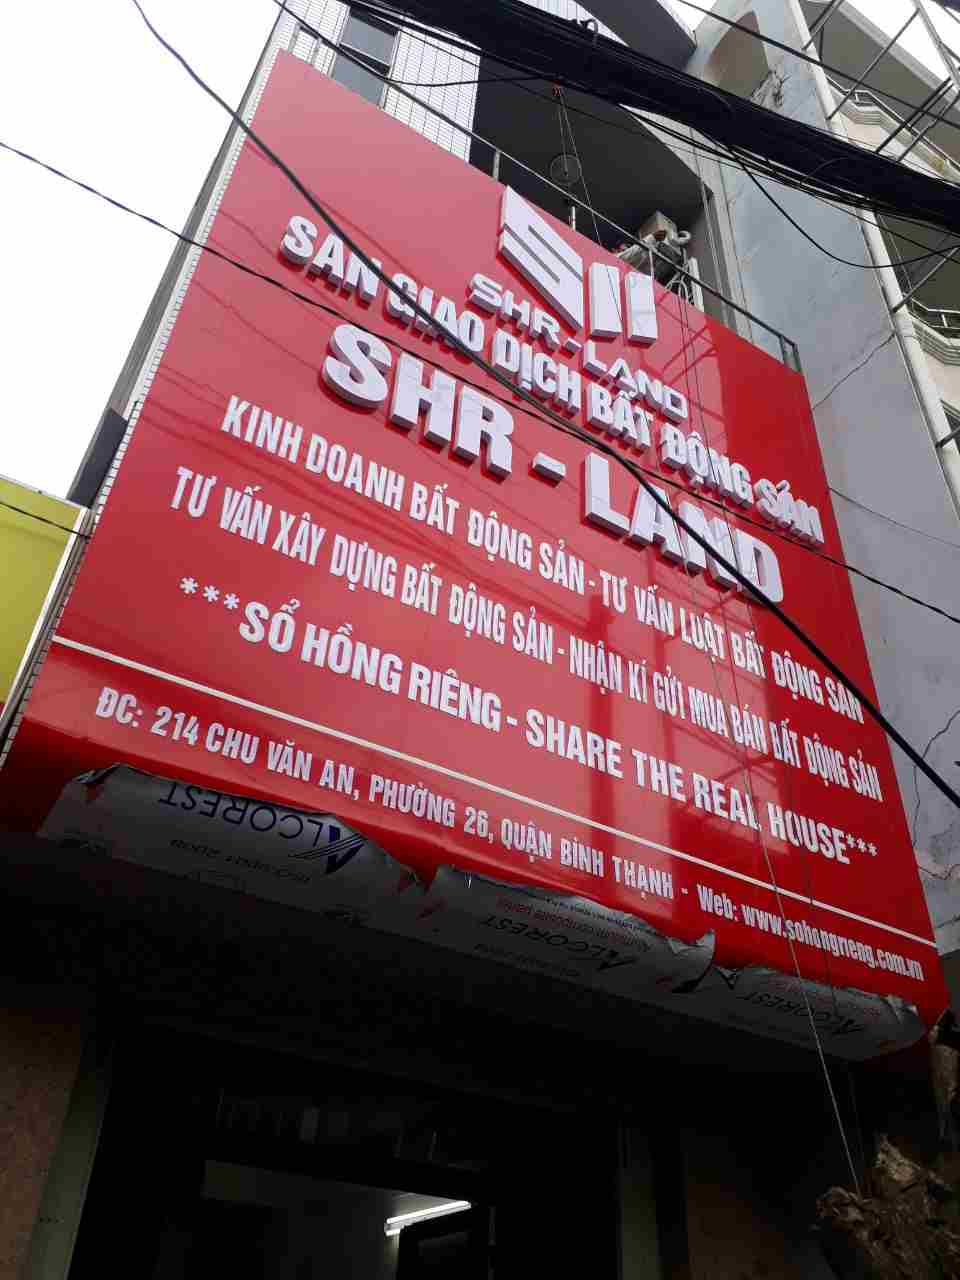 SHR - LAND
SÀN GIAO DỊCH BẤT ĐỘNG SẢN
SHR - LAND
KINH DOANH BẤT ĐỘNG SẢN - TƯ VẤN LUẬT BẤT ĐỘNG SẢN
TƯ VẤN XÂY DỰNG BẤT ĐỘNG SẢN - NHẬN KÍ GỬI MUA BÁN BẤT ĐỘNG SẢN
***SỔ HỒNG RIÊNG - SHARE THE REAL HOUSE***
ĐC: 214 CHU VĂN AN, PHƯỜNG 26, QUẬN BÌNH THẠNH - Web: www.sohongrieng.com.vn
ALCOREST
ALCOREST
ALCOREST